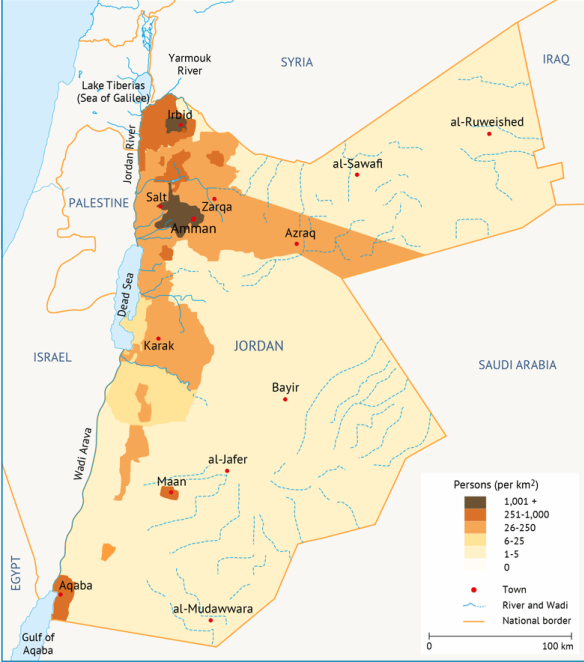 Yarmouk
River
SYRIA
IRAQ
Lake Tiberias
(Sea of Galilee)
Irbid
al-Ruweished
Jordan River
al-Sawafi
PALESTINE
Salt
Zarqa
Amman
Azraq
Dead Sea
Karak
JORDAN
ISRAEL
SAUDI ARABIA
Bayir
Wadi Arava
al-Jafer
Maan
EGYPT
Aqaba
al-Mudawwara
Gulf of
Aqaba
Persons (per km²)
1,001 +
251-1,000
26-250
6-25
1-5
0
Town
River and Wadi
National border
0 100 km